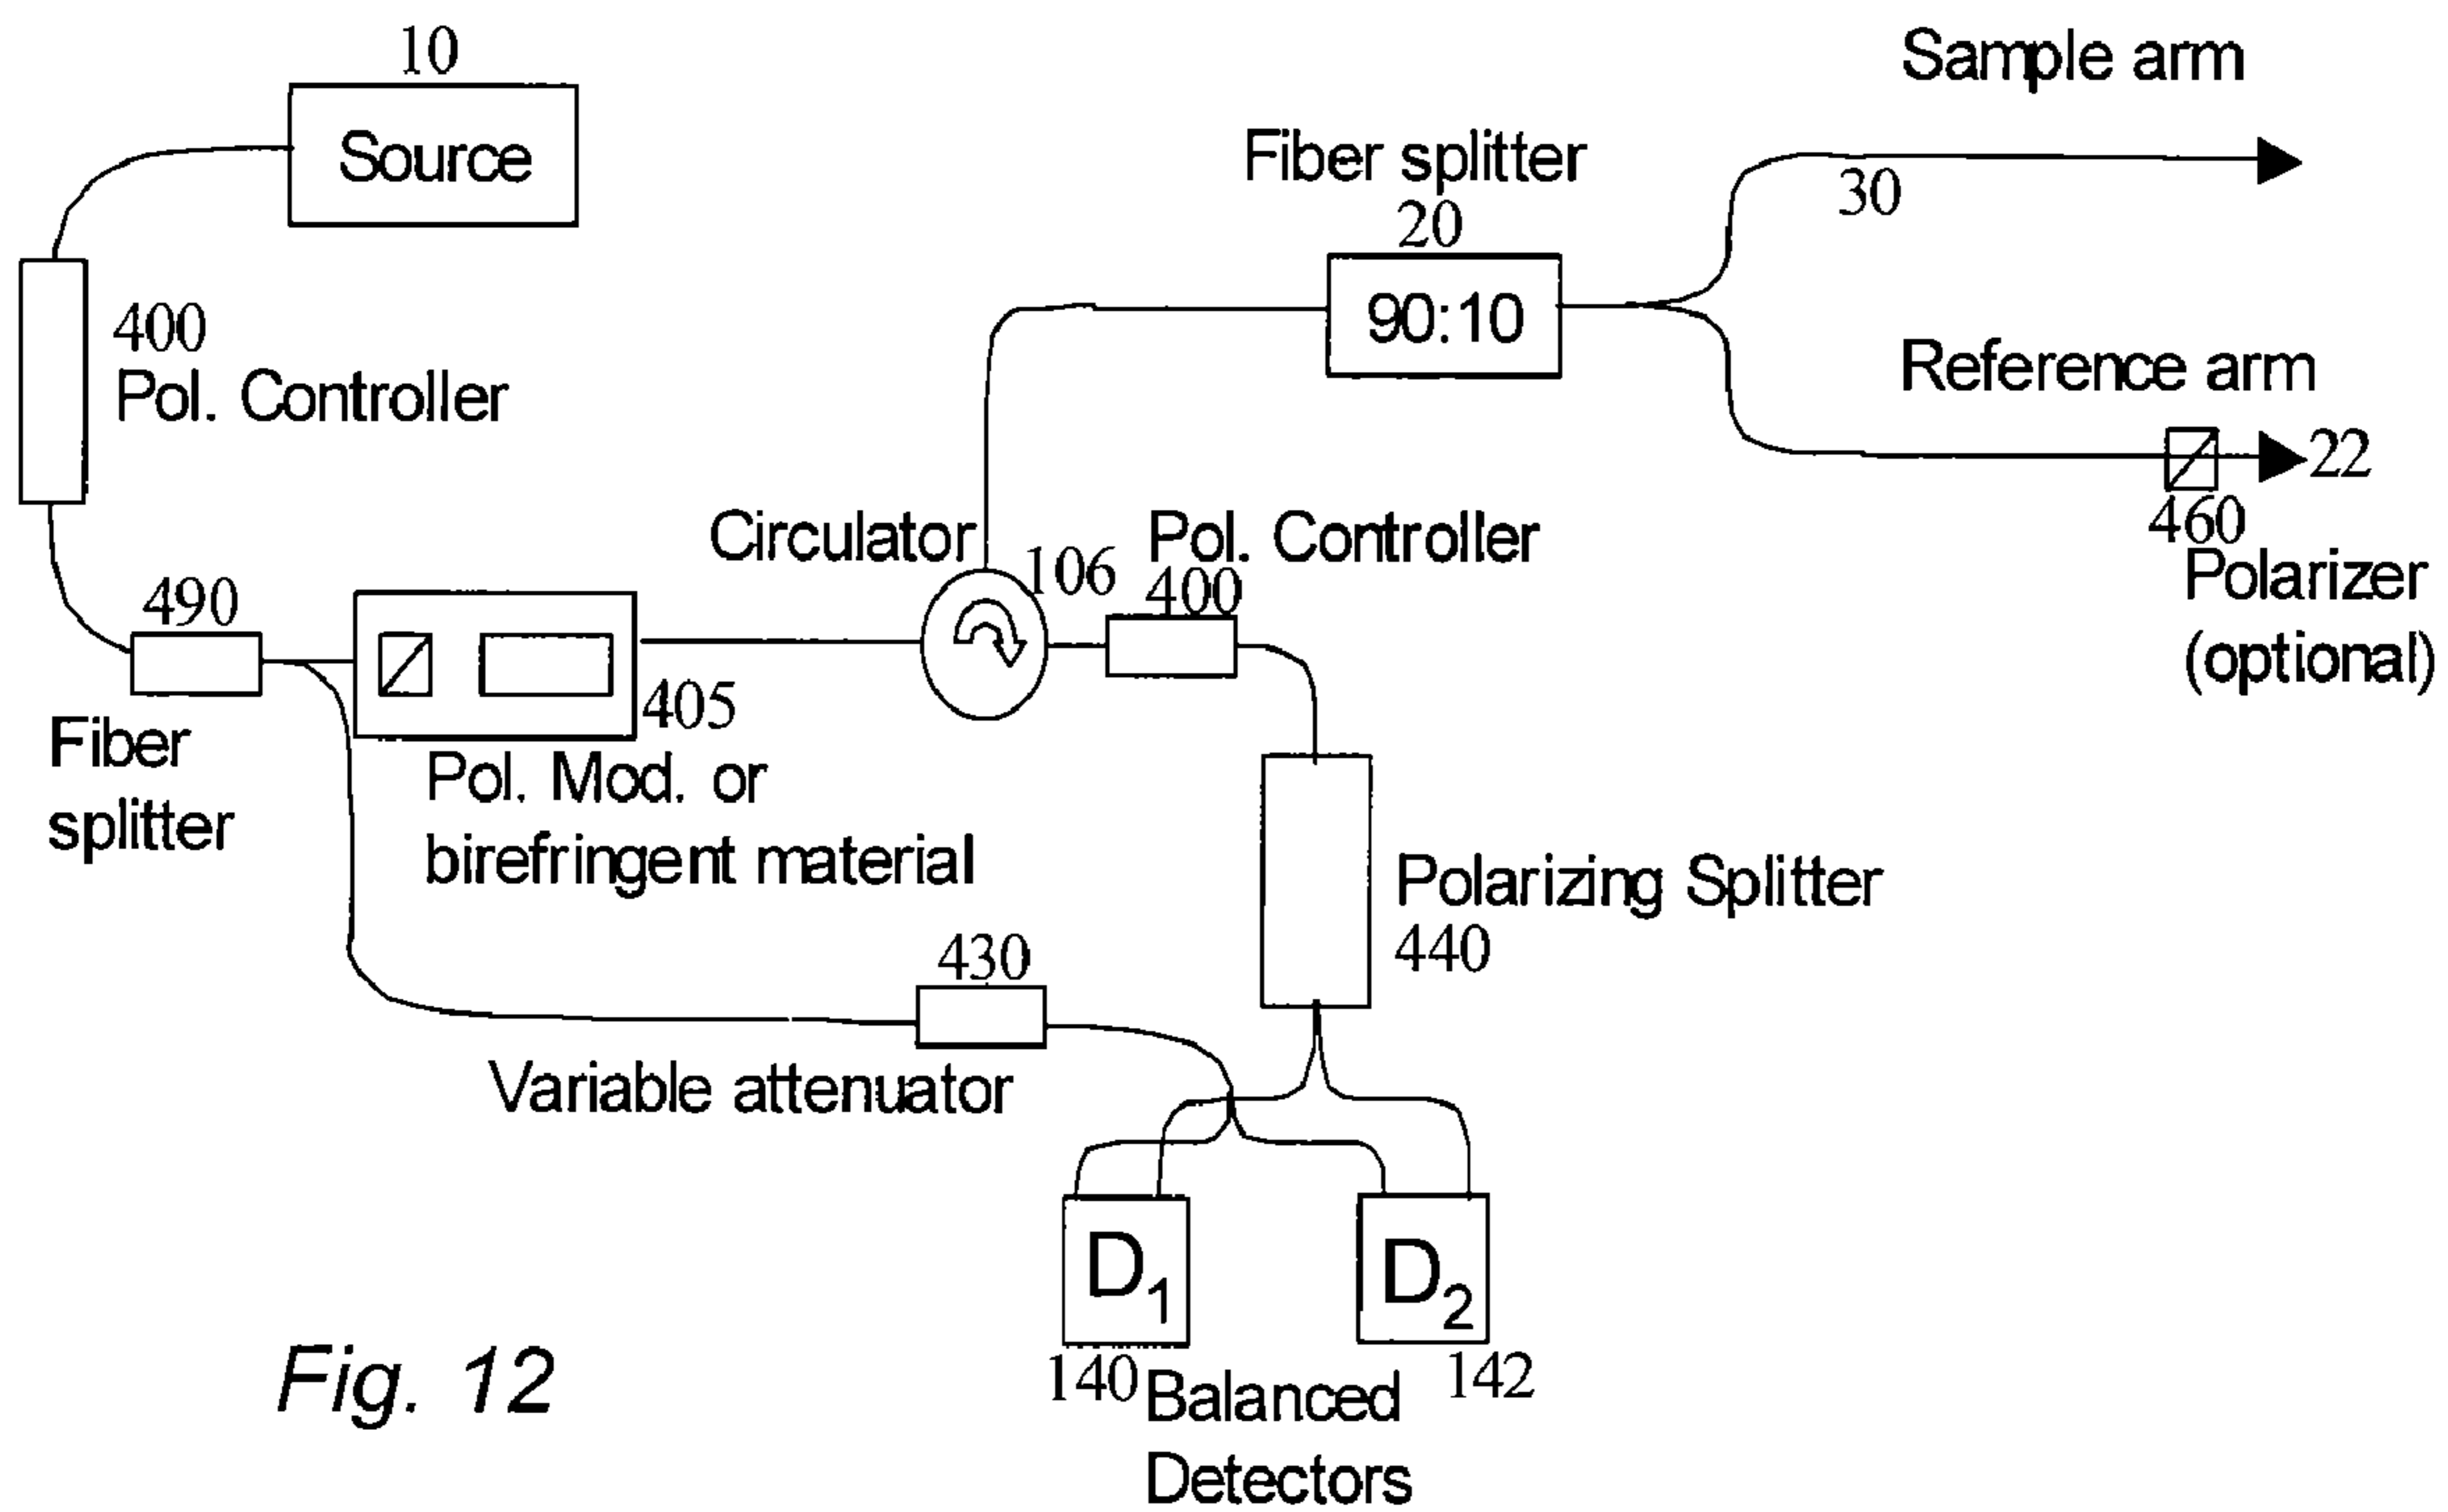 10
Source
Sample arm
Fiber splitter
20
90:10
30
400
Pol. Controller
Reference arm
22
460
Polarizer
(optional)
Circulator
106
Pol. Controller
400
490
Fiber
splitter
405
Pol. Mod. or
birefringent material
Polarizing Splitter
440
430
Variable attenuator
D1
D2
140
142
Balanced
Detectors
Fig. 12